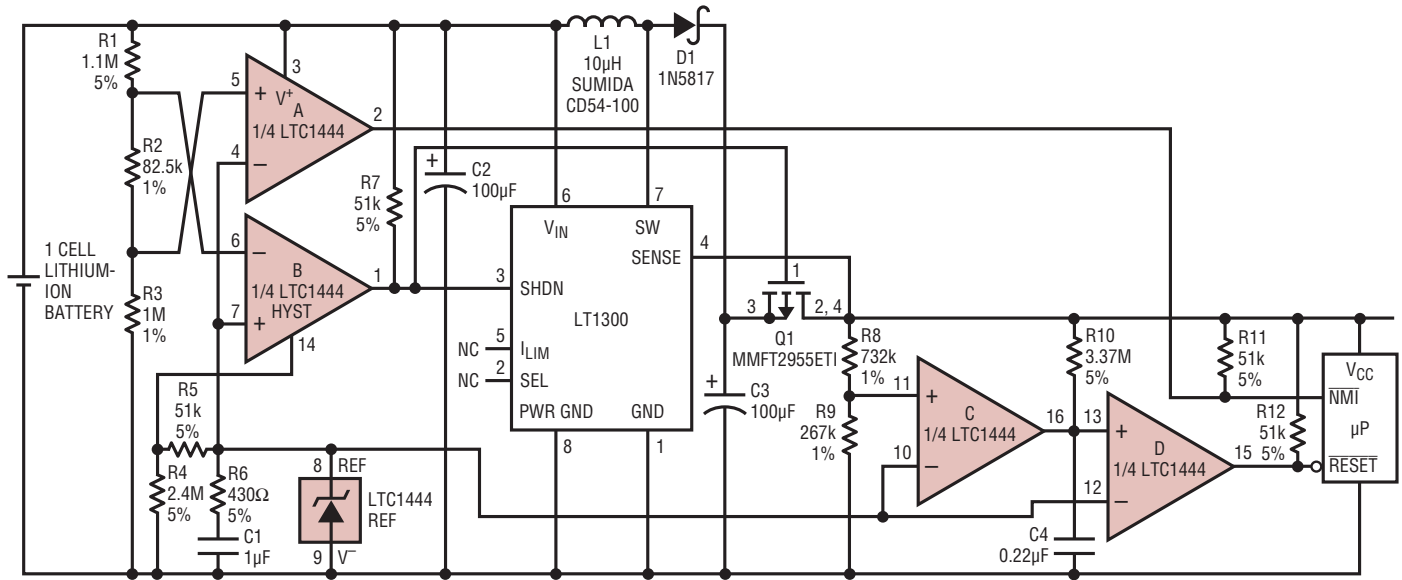 R1
1.1M
5%
5
3
+
V+
A
1/4 LTC1444
2
4
–
L1
10µH
SUMIDA
CD54-100
D1
1N5817
R2
82.5k
1%
R7
51k
5%
+
C2
100µF
6
7
VIN
SW
SENSE
4
1 CELL
LITHIUM-
ION
BATTERY
6
–
B
1/4 LTC1444
HYST
1
7
+
14
3
SHDN
LT1300
R3
1M
1%
NC
5
ILIM
NC
2
SEL
PWR GND
GND
8
1
1
3
2, 4
Q1
MMFT2955ETI
+
C3
100µF
R8
732k
1%
R9
267k
1%
11
+
C
1/4 LTC1444
10
–
16
R10
3.37M
5%
13
+
D
1/4 LTC1444
12
–
15
R11
51k
5%
R12
51k
5%
VCC
NMI
µP
RESET
R5
51k
5%
R4
2.4M
5%
R6
430Ω
5%
C1
1µF
8
REF
LTC1444
REF
9
V–
C4
0.22µF